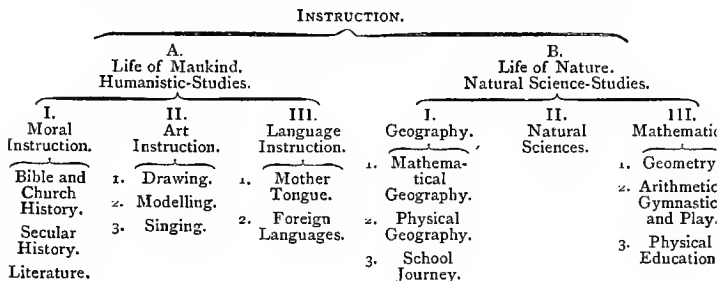 INSTRUCTION.
A.
Life of Mankind.
Humanistic-Studies.
B.
Life of Nature.
Natural Science-Studies.
I.
Moral
Instruction.
Bible and
Church
History.
Secular
History.
Literature.
II.
Art
Instruction.
1. Drawing.
2. Modelling.
3. Singing.
III.
Language
Instruction.
1. Mother
Tongue.
2. Foreign
Languages.
I.
Geography.
1. Mathema-
tical
Geography.
2. Physical
Geography.
3. School
Journey.
II.
Natural
Sciences.
III.
Mathematic
1. Geometry
2. Arithmetic
Gymnastic
and Play.
3. Physical
Education